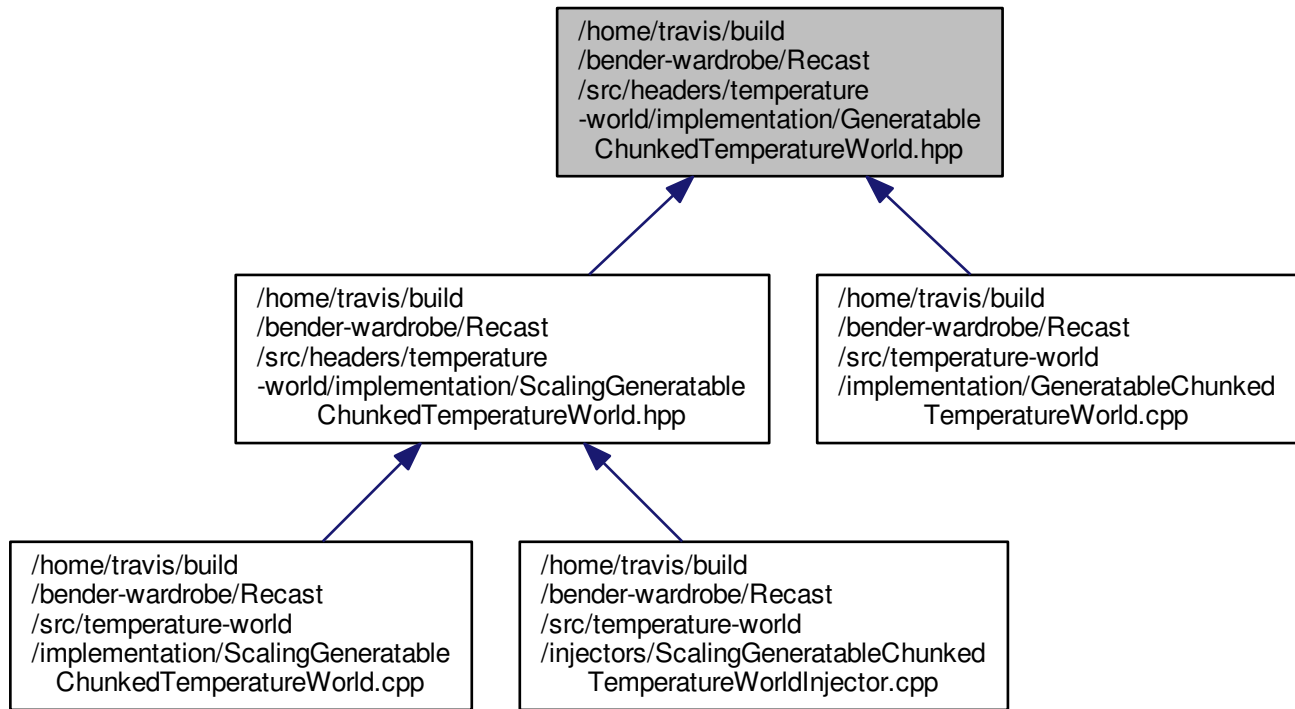 /home/travis/build
/bender-wardrobe/Recast
/src/headers/temperature
-world/implementation/Generatable
ChunkedTemperatureWorld.hpp
/home/travis/build
/bender-wardrobe/Recast
/src/headers/temperature
-world/implementation/ScalingGeneratable
ChunkedTemperatureWorld.hpp
/home/travis/build
/bender-wardrobe/Recast
/src/temperature-world
/implementation/GeneratableChunked
TemperatureWorld.cpp
/home/travis/build
/bender-wardrobe/Recast
/src/temperature-world
/implementation/ScalingGeneratable
ChunkedTemperatureWorld.cpp
/home/travis/build
/bender-wardrobe/Recast
/src/temperature-world
/injectors/ScalingGeneratableChunked
TemperatureWorldInjector.cpp